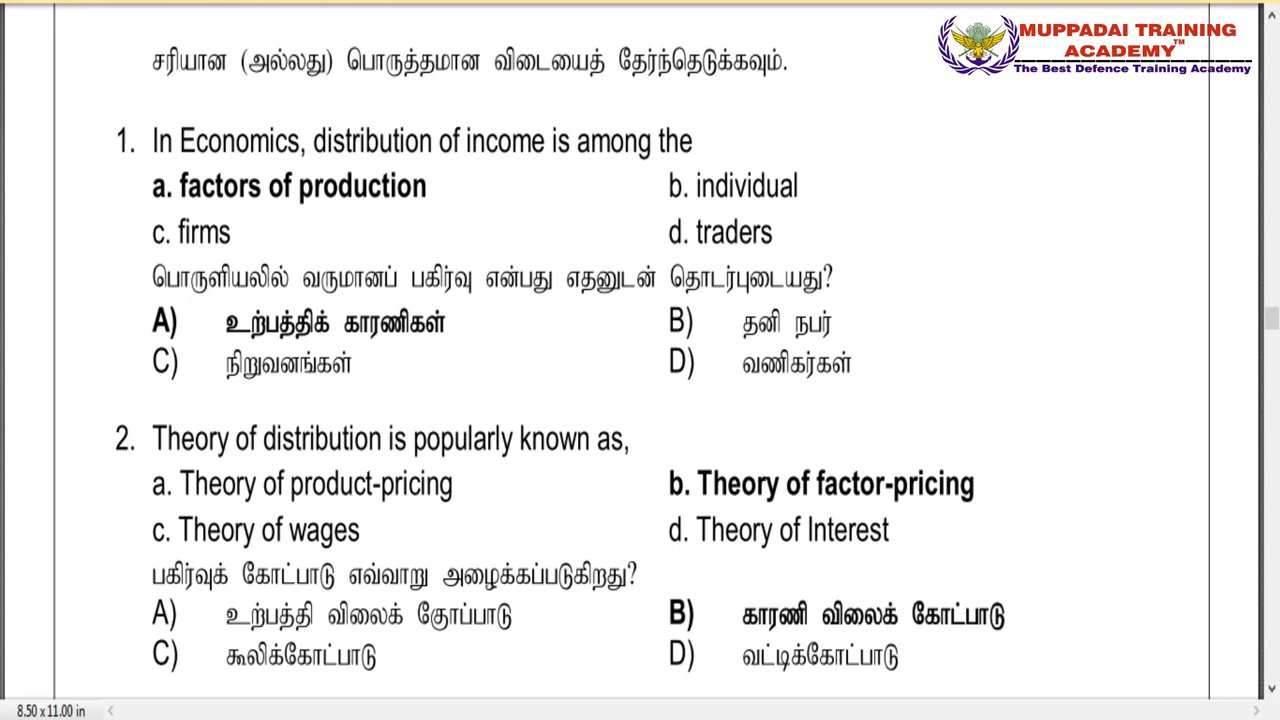 MUPPADAI TRAINING
ACADEMY™
The Best Defence Training Academy
சரியான (அல்லது) பொருத்தமான விடையைத் தேர்ந்தெடுக்கவும்.
1. In Economics, distribution of income is among the
a. factors of production b. individual
c. firms d. traders
பொருளியலில் வருமானப் பகிர்வு என்பது எதனுடன் தொடர்புடையது?
A) உற்பத்திக் காரணிகள் B) தனி நபர்
C) நிறுவனங்கள் D) வணிகர்கள்
2. Theory of distribution is popularly known as,
a. Theory of product-pricing b. Theory of factor-pricing
c. Theory of wages d. Theory of Interest
பகிர்வுக் கோட்பாடு எவ்வாறு அழைக்கப்படுகிறது?
A) உற்பத்தி விலைக் B) காரணி விலைக் கோட்பாடு
C) கூலிக்கோட்பாடு D) வட்டிக்கோட்பாடு
8.50 x 11.00 in